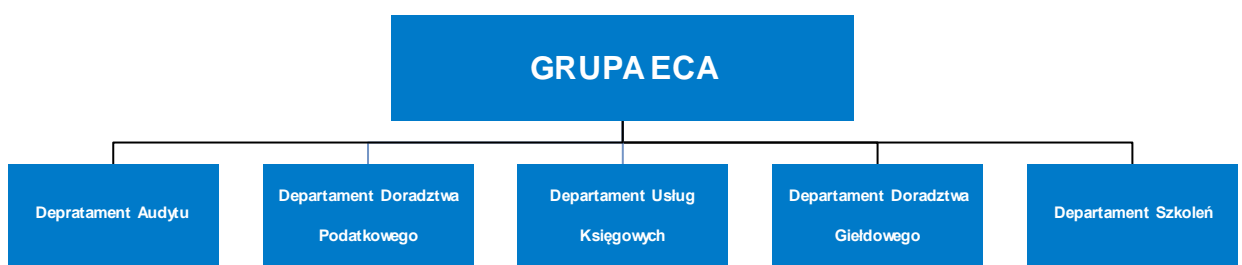 GRUPA ECA
Depratament Audytu
Departament Doradztwa
Podatkowego
Departament Usług
Księgowych
Departament Doradztwa
Giełdowego
Departament Szkoleń